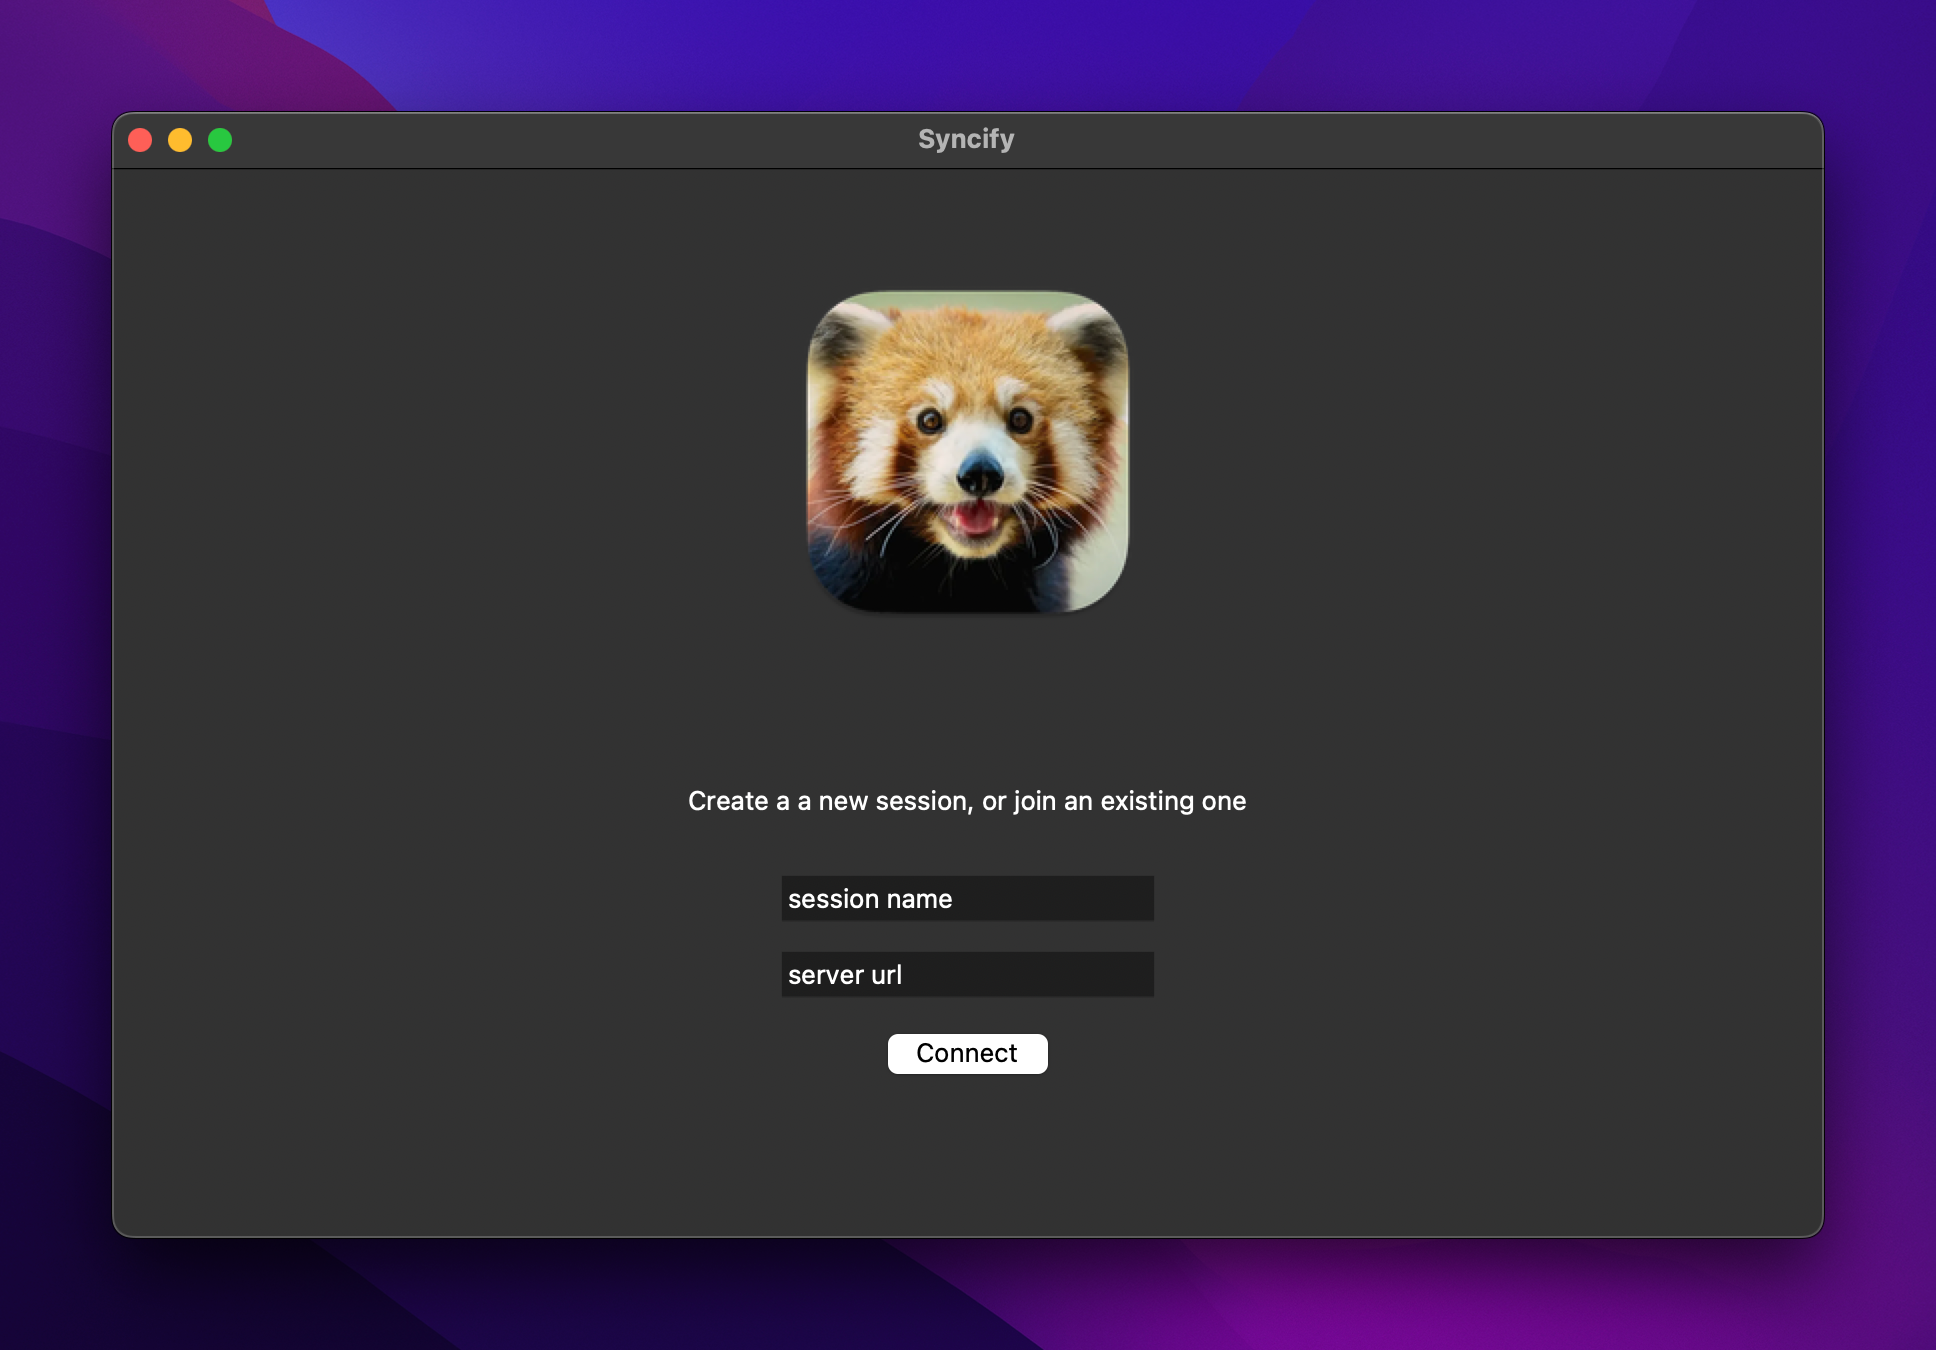 Syncify
Create a a new session, or join an existing one
session name
server url
Connect